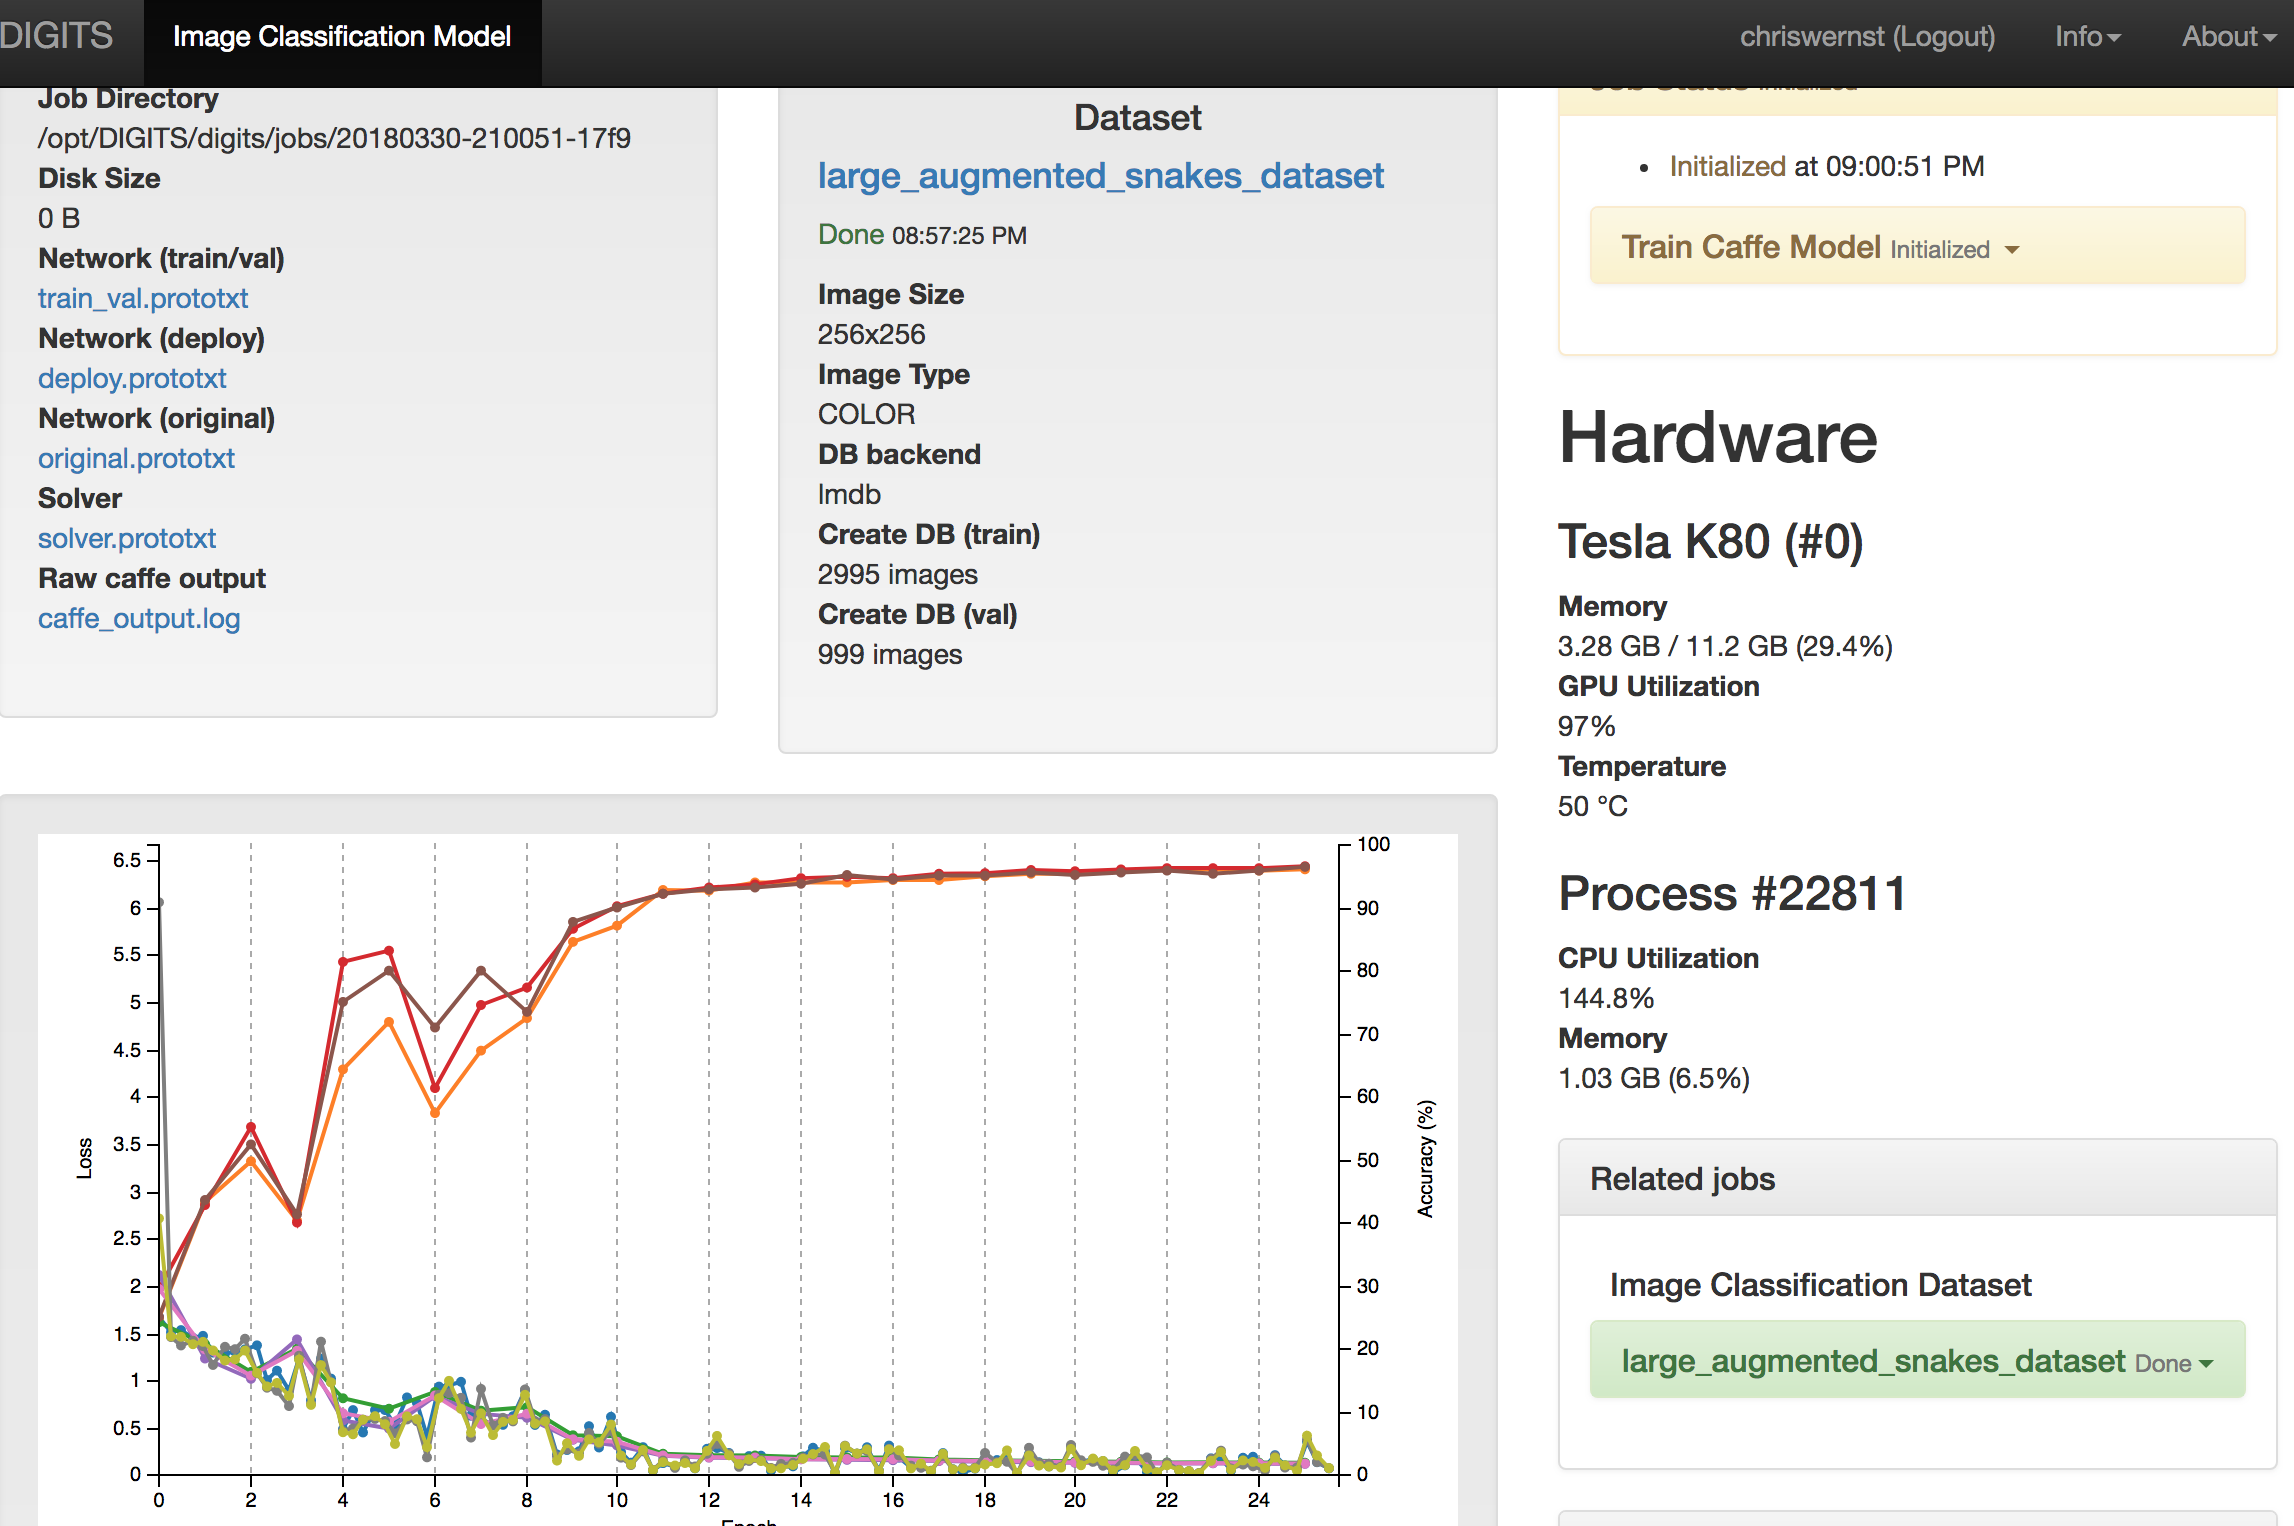 DIGITS
Image Classification Model
chriswernst (Logout)
Info
About
Job Directory
/opt/DIGITS/digits/jobs/20180330-210051-17f9
Disk Size
0 B
Network (train/val)
train_val.prototxt
Network (deploy)
deploy.prototxt
Network (original)
original.prototxt
Solver
solver.prototxt
Raw caffe output
caffe_output.log
Dataset
large_augmented_snakes_dataset
Done 08:57:25 PM
Image Size
256x256
Image Type
COLOR
DB backend
lmdb
Create DB (train)
2995 images
Create DB (val)
999 images
Job Status Initialized
Initialized at 09:00:51 PM
Train Caffe Model Initialized
Hardware
Tesla K80 (#0)
Memory
3.28 GB / 11.2 GB (29.4%)
GPU Utilization
97%
Temperature
50 °C
Process #22811
CPU Utilization
144.8%
Memory
1.03 GB (6.5%)
Related jobs
Image Classification Dataset
large_augmented_snakes_dataset Done
6.5
6
5.5
5
4.5
4
3.5
3
2.5
2
1.5
1
0.5
0
Loss
100
90
80
70
60
50
40
30
20
10
0
Accuracy (%)
0 2 4 6 8 10 12 14 16 18 20 22 24
Epoch